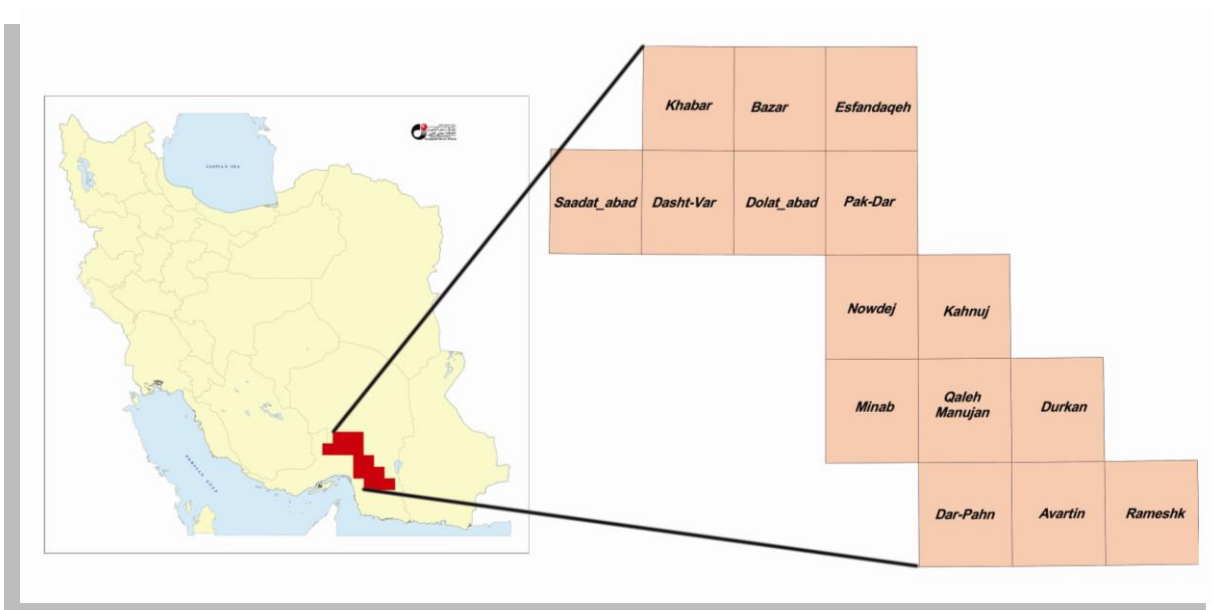 CASPIAN SEA
PERSIAN GULF
Khabar
Bazar
Esfandaqeh
Saadat_abad
Dasht-Var
Dolat_abad
Pak-Dar
Nowdej
Kahnuj
Minab
Qaleh
Manujan
Durkan
Dar-Pahn
Avartin
Rameshk